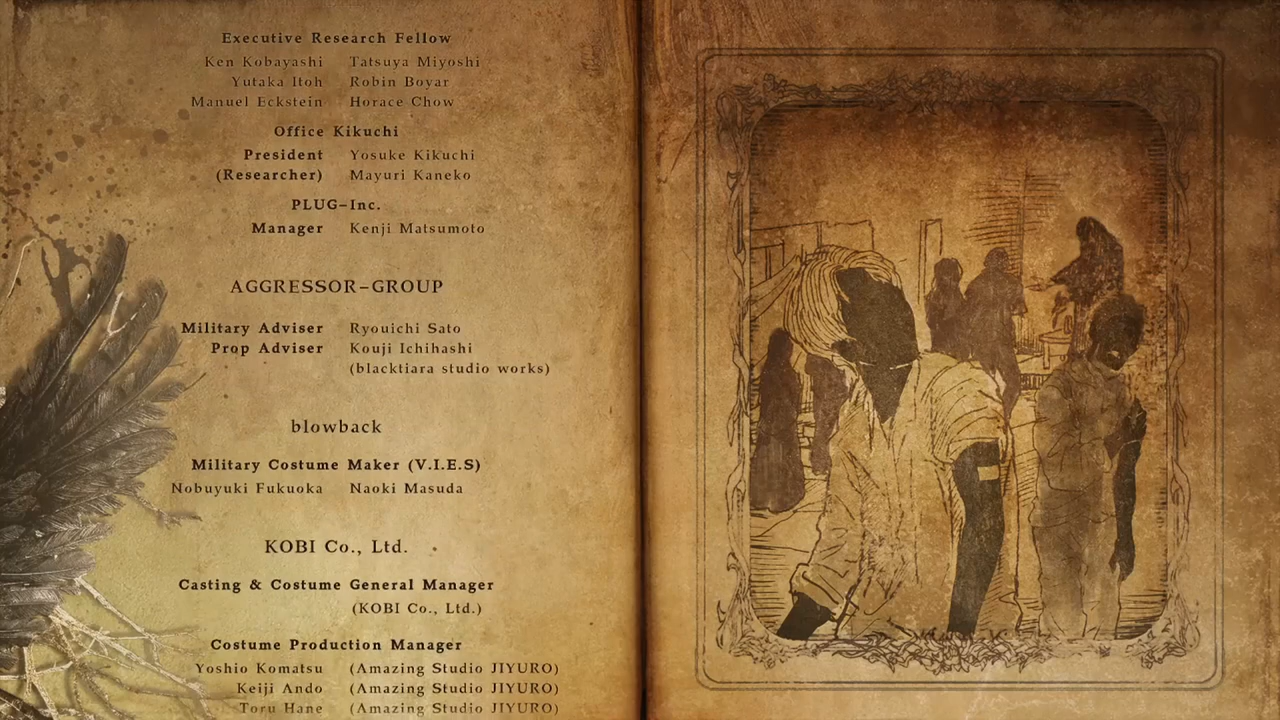 Executive Research Fellow
Ken Kobayashi Tatsuya Miyoshi
Yutaka Itoh Robin Boyar
Manuel Eckstein Horace Chow
Office Kikuchi
President Yosuke Kikuchi
(Researcher) Mayuri Kaneko
PLUG-Inc.
Manager Kenji Matsumoto
AGGRESSOR-GROUP
Military Adviser Ryouichi Sato
Prop Adviser Kouji Ichihashi
(blacktiara studio works)
blowback
Military Costume Maker (V.I.E.S)
Nobuyuki Fukuoka Naoki Masuda
KOBI Co., Ltd.
Casting & Costume General Manager
(KOBI Co., Ltd.)
Costume Production Manager
Yoshio Komatsu (Amazing Studio JIYURO)
Keiji Ando (Amazing Studio JIYURO)
Toru Hane (Amazing Studio JIYURO)